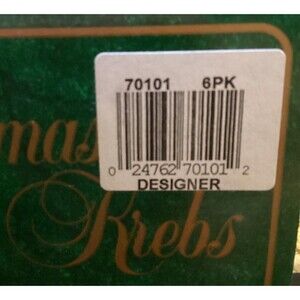 70101 6PK
0 24762 70101 2
DESIGNER
mas
Krebs